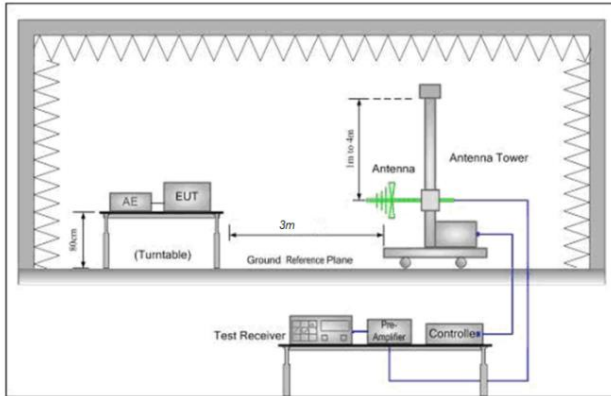 1m to 4m
Antenna
Antenna Tower
AE
EUT
80cm
(Turntable)
3m
Ground Reference Plane
Test Receiver
Pre-
Amplifier
Controller